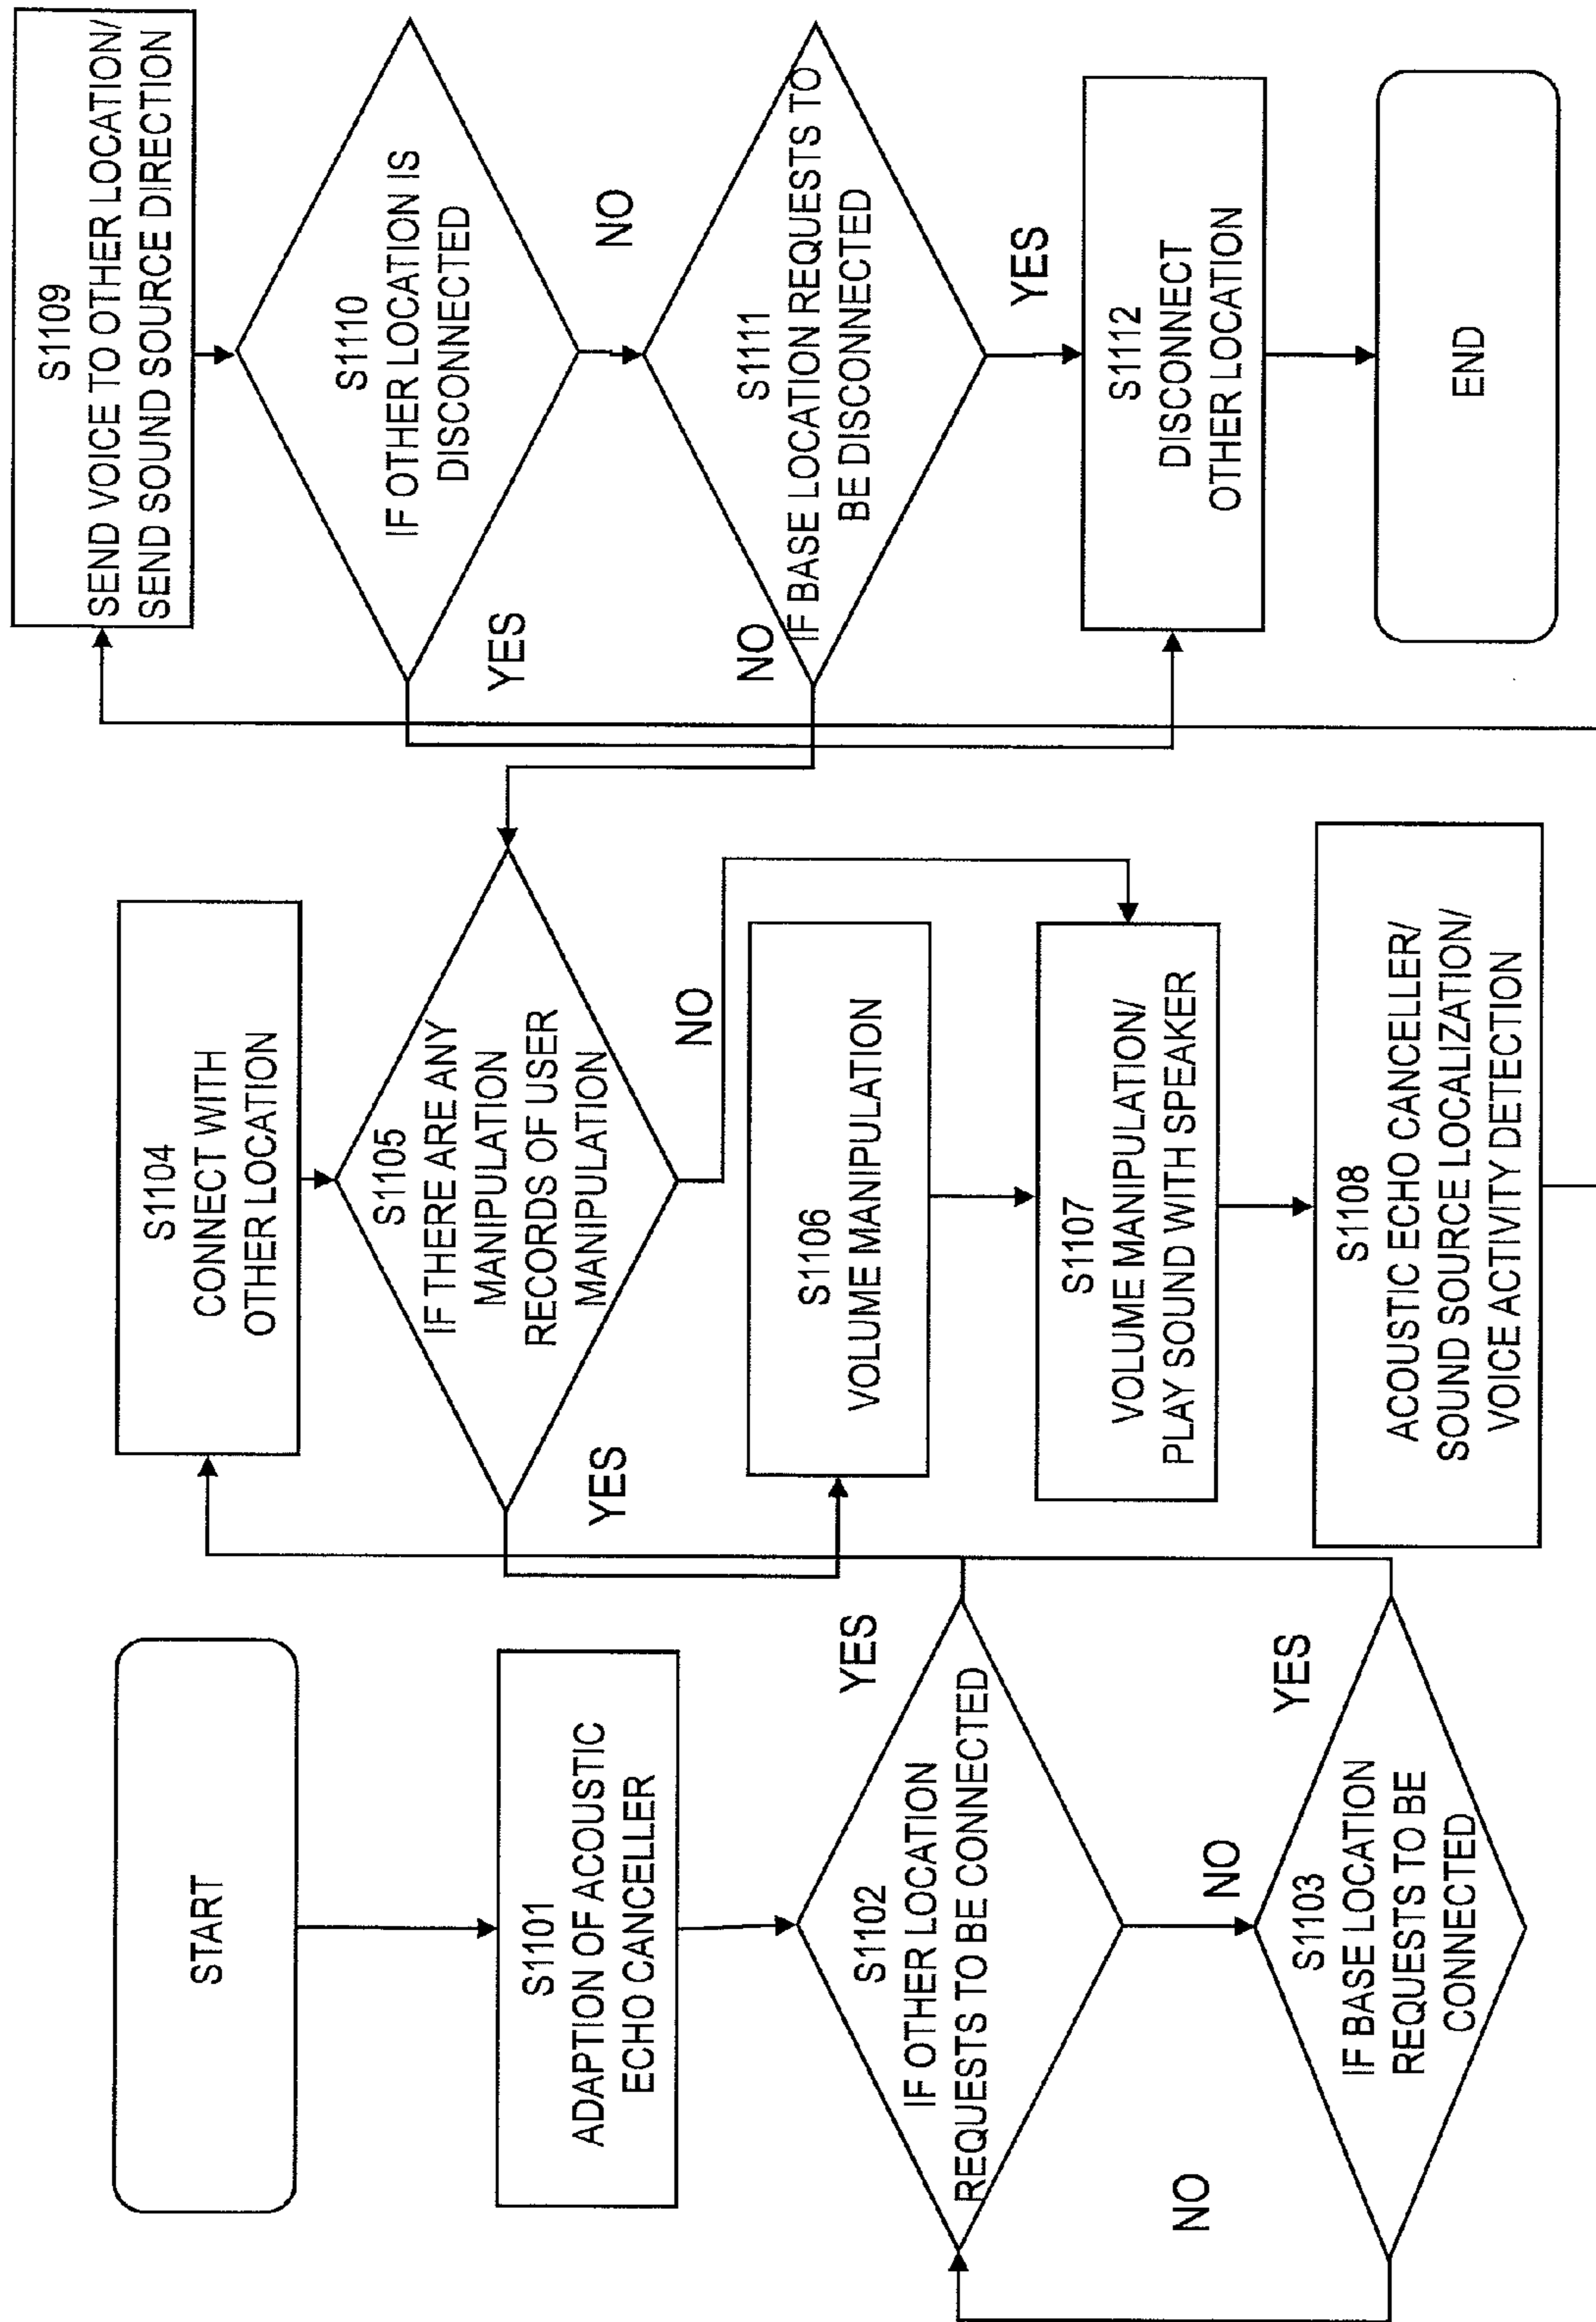 START
S1101
ADAPTION OF ACOUSTIC
ECHO CANCELLER
S1102
IF OTHER LOCATION
REQUESTS TO BE CONNECTED
YES
NO
S1103
IF BASE LOCATION
REQUESTS TO BE
CONNECTED
YES
NO
S1104
CONNECT WITH
OTHER LOCATION
S1105
IF THERE ARE ANY
MANIPULATION
RECORDS OF USER
MANIPULATION
YES
NO
S1106
VOLUME MANIPULATION
S1107
VOLUME MANIPULATION/
PLAY SOUND WITH SPEAKER
S1108
ACOUSTIC ECHO CANCELLER/
SOUND SOURCE LOCALIZATION/
VOICE ACTIVITY DETECTION
S1109
SEND VOICE TO OTHER LOCATION/
SEND SOUND SOURCE DIRECTION
S1110
IF OTHER LOCATION IS
DISCONNECTED
YES
NO
S1111
IF BASE LOCATION REQUESTS TO
BE DISCONNECTED
NO
YES
S1112
DISCONNECT
OTHER LOCATION
END